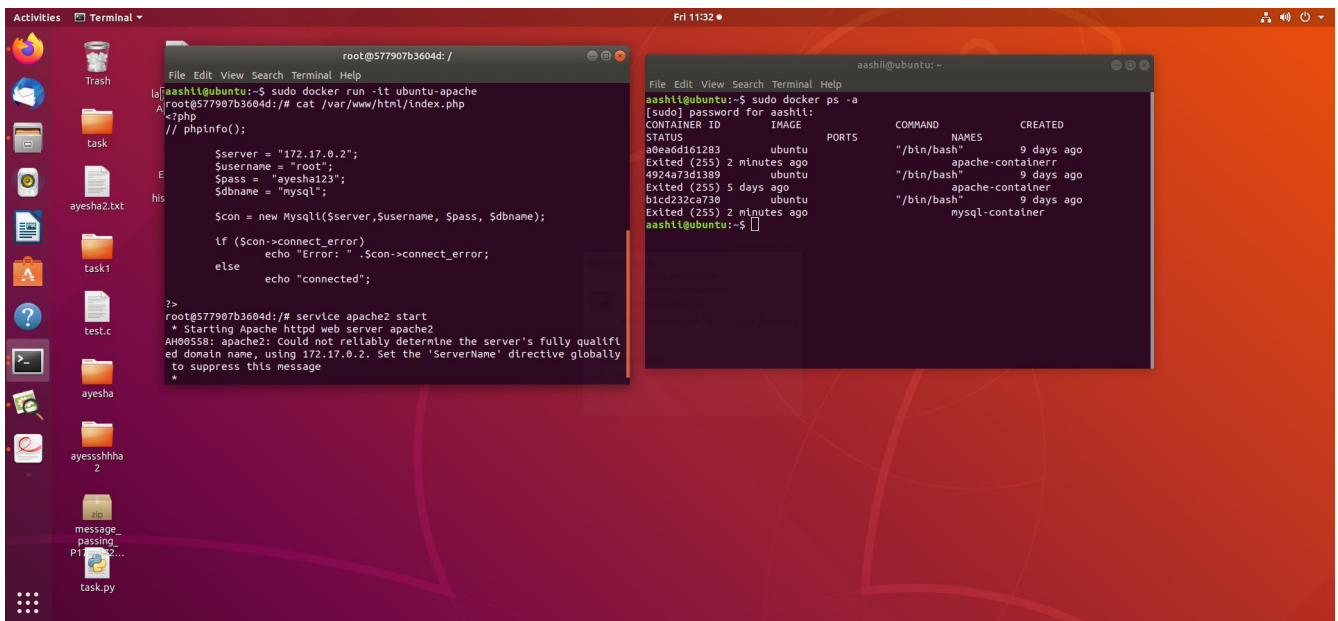 Activities Terminal Fri 11:32
Trash
task
ayesha2.txt
task1
test.c
ayesha
ayessshhha
2
zip
message_
passing_
task.py
la
A
E
his
root@577907b3604d: /
File Edit View Search Terminal Help
aashii@ubuntu:~$ sudo docker run -it ubuntu-apache
root@577907b3604d:/# cat /var/www/html/index.php
<?php
// phpinfo();
$server = "172.17.0.2";
$username = "root";
$pass = "ayesha123";
$dbname = "mysql";
$con = new Mysqli($server,$username, $pass, $dbname);
if ($con->connect_error)
echo "Error: " .$con->connect_error;
else
echo "connected";
?>
root@577907b3604d:/# service apache2 start
* Starting Apache httpd web server apache2
AH00558: apache2: Could not reliably determine the server's fully qualifi
ed domain name, using 172.17.0.2. Set the 'ServerName' directive globally
to suppress this message
*
aashii@ubuntu: ~
File Edit View Search Terminal Help
aashii@ubuntu:~$ sudo docker ps -a
[sudo] password for aashii:
CONTAINER ID IMAGE COMMAND CREATED
STATUS PORTS NAMES
a0ea6d161283 ubuntu "/bin/bash" 9 days ago
Exited (255) 2 minutes ago apache-containerr
4924a73d1389 ubuntu "/bin/bash" 9 days ago
Exited (255) 5 days ago apache-container
b1cd232ca730 ubuntu "/bin/bash" 9 days ago
Exited (255) 2 minutes ago mysql-container
aashii@ubuntu:~$